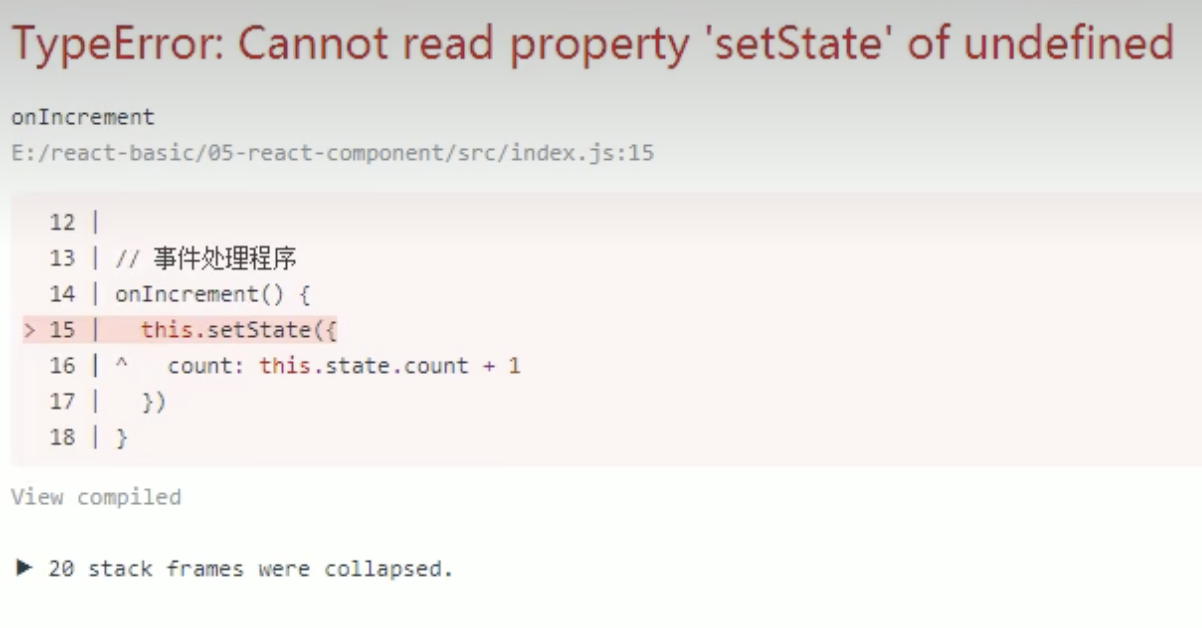 TypeError: Cannot read property 'setState' of undefined
onIncrement
E:/react-basic/05-react-component/src/index.js:15
12 |
13 | // 事件处理程序
14 | onIncrement() {
> 15 |   this.setState({
16 | ^   count: this.state.count + 1
17 |   })
18 | }
View compiled
▶ 20 stack frames were collapsed.